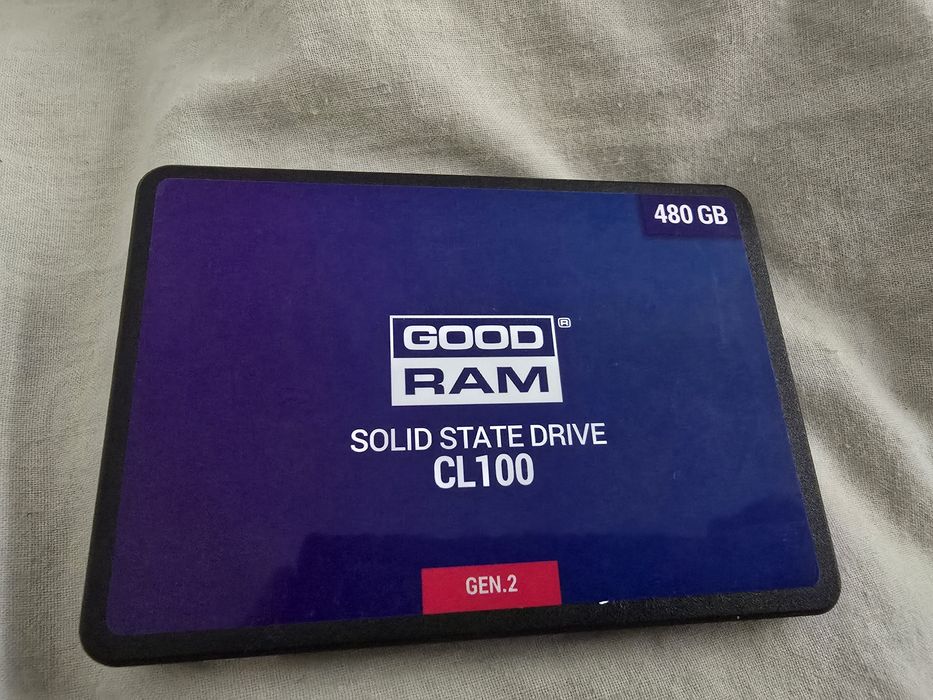 480 GB
GOOD
RAM
®
SOLID STATE DRIVE
CL100
GEN.2